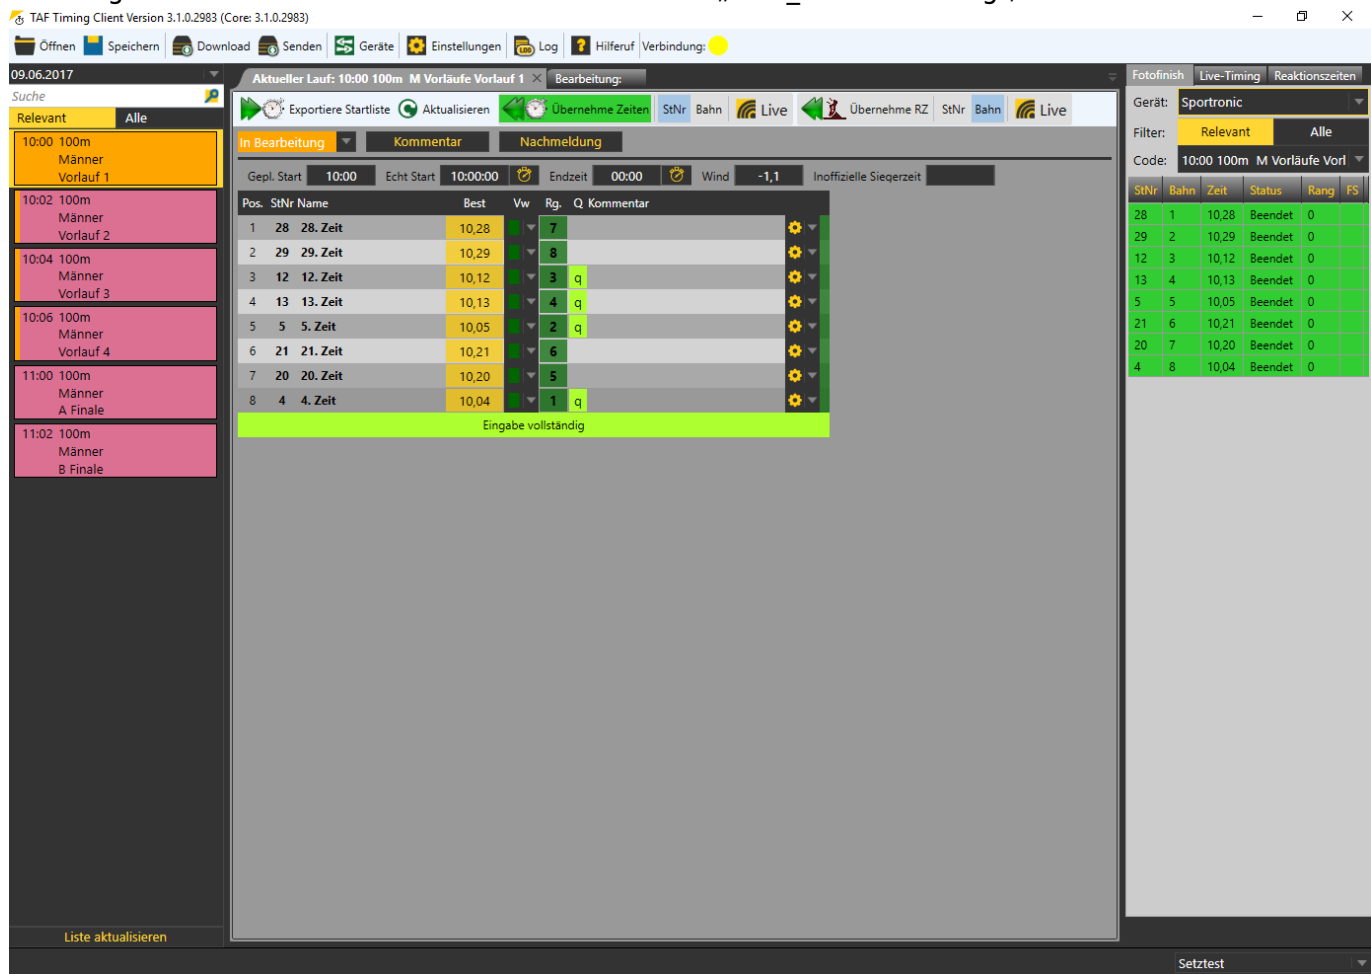 TAF Timing Client Version 3.1.0.2983 (Core: 3.1.0.2983)
Öffnen Speichern Download Senden Geräte Einstellungen Log Hilferuf Verbindung:
09.06.2017
Suche
Relevant Alle
10:00 100m
Männer
Vorlauf 1
10:02 100m
Männer
Vorlauf 2
10:04 100m
Männer
Vorlauf 3
10:06 100m
Männer
Vorlauf 4
11:00 100m
Männer
A Finale
11:02 100m
Männer
B Finale
Liste aktualisieren
Aktueller Lauf: 10:00 100m M Vorläufe Vorlauf 1 Bearbeitung:
Exportiere Startliste Aktualisieren Übernehme Zeiten StNr Bahn Live Übernehme RZ StNr Bahn Live
In Bearbeitung Kommentar Nachmeldung
Gepl. Start 10:00 Echt Start 10:00:00 Endzeit 00:00 Wind -1,1 Inoffizielle Siegerzeit
Pos. StNr Name Best Vw Rg. Q Kommentar
1 28 28. Zeit 10,28 7
2 29 29. Zeit 10,29 8
3 12 12. Zeit 10,12 3 q
4 13 13. Zeit 10,13 4 q
5 5 5. Zeit 10,05 2 q
6 21 21. Zeit 10,21 6
7 20 20. Zeit 10,20 5
8 4 4. Zeit 10,04 1 q
Eingabe vollständig
Fotofinish Live-Timing Reaktionszeiten
Gerät: Sportronic
Filter: Relevant Alle
Code: 10:00 100m M Vorläufe Vorl
StNr Bahn Zeit Status Rang FS
28 1 10,28 Beendet 0
29 2 10,29 Beendet 0
12 3 10,12 Beendet 0
13 4 10,13 Beendet 0
5 5 10,05 Beendet 0
21 6 10,21 Beendet 0
20 7 10,20 Beendet 0
4 8 10,04 Beendet 0
Setztest